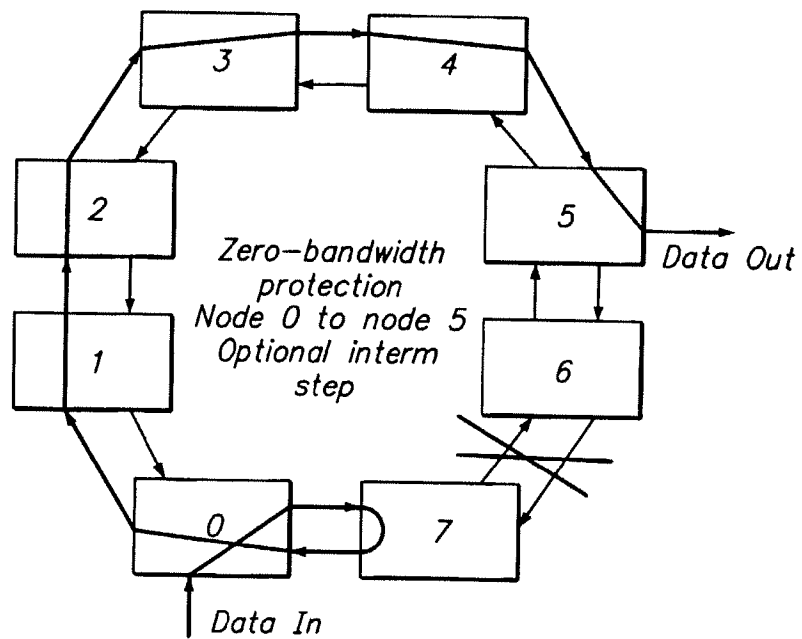 3
4
2
5
Data Out
Zero-bandwidth
protection
Node 0 to node 5
Optional interm
step
1
6
0
7
Data In